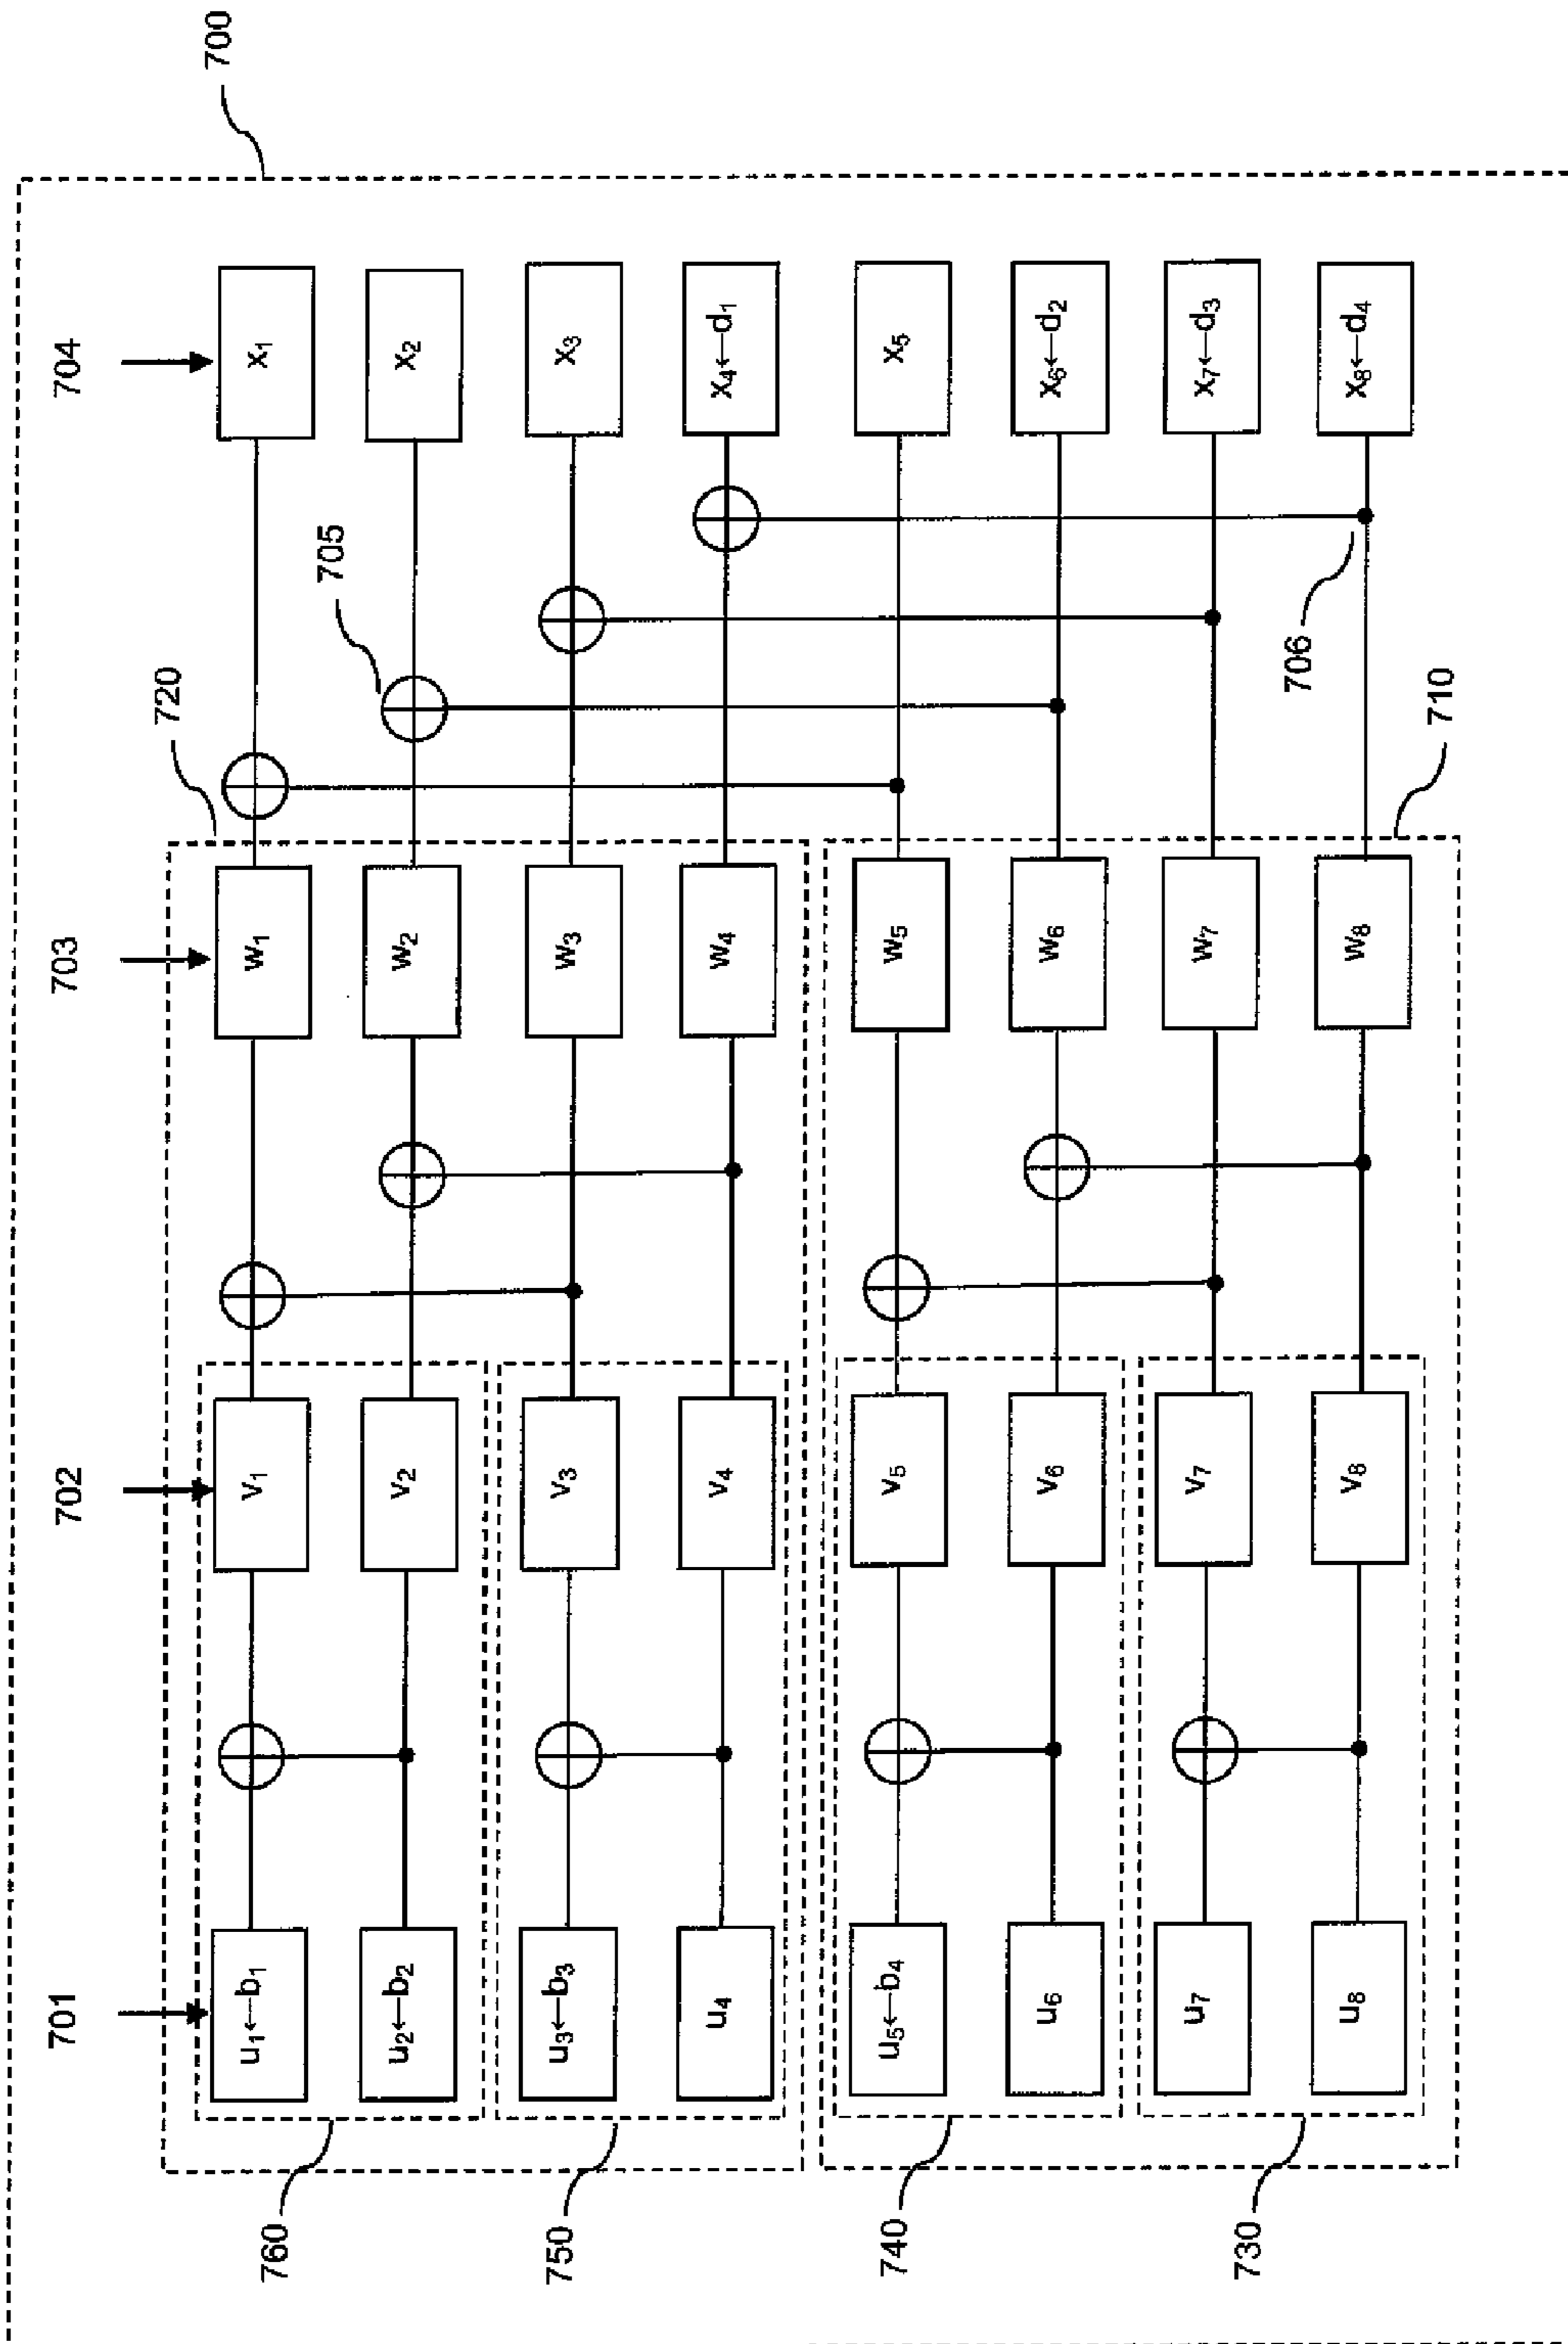 700
704
703
702
701
720
705
706
710
760
750
740
730
u₁←b₁
v₁
w₁
x₁
u₂←b₂
v₂
w₂
x₂
u₃←b₃
v₃
w₃
x₃
u₄
v₄
w₄
x₄←d₁
u₅←b₄
v₅
w₅
x₅
u₆
v₆
w₆
x₆←d₂
u₇
v₇
w₇
x₇←d₃
u₈
v₈
w₈
x₈←d₄